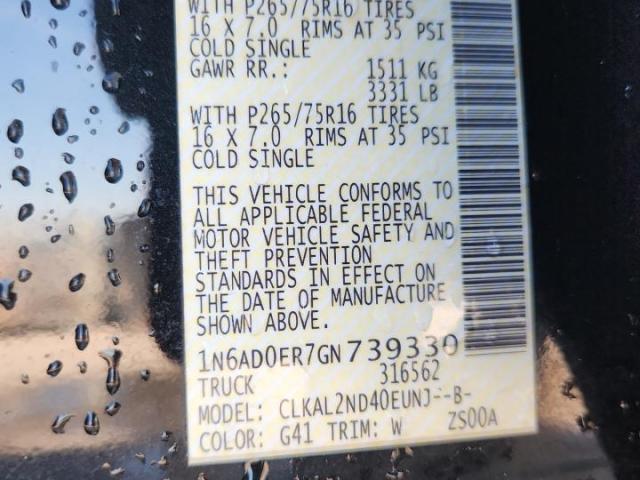 WITH P265/75R16 TIRES
16 X 7.0 RIMS AT 35 PSI
COLD SINGLE
GAWR RR.: 1511 KG
3331 LB
WITH P265/75R16 TIRES
16 X 7.0 RIMS AT 35 PSI
COLD SINGLE
THIS VEHICLE CONFORMS TO
ALL APPLICABLE FEDERAL
MOTOR VEHICLE SAFETY AND
THEFT PREVENTION
STANDARDS IN EFFECT ON
THE DATE OF MANUFACTURE
SHOWN ABOVE.
1N6AD0ER7GN739330
TRUCK 316562
MODEL: CLKAL2ND40EUNJ--B-
COLOR: G41 TRIM: W ZS00A